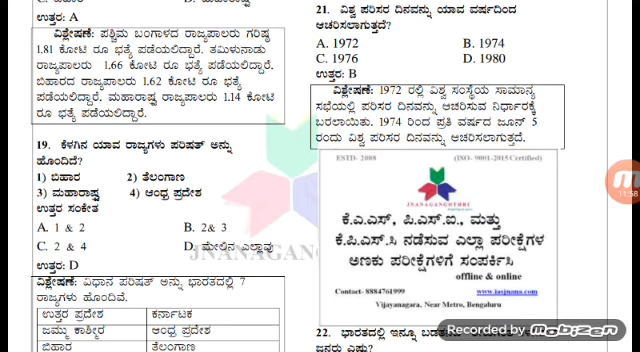 ಉತ್ತರ: A
ವಿಶ್ಲೇಷಣೆ: ಪಶ್ಚಿಮ ಬಂಗಾಳದ ರಾಜ್ಯಪಾಲರು ಗರಿಷ್ಠ
1.81 ಕೋಟಿ ರೂ ಭತ್ಯೆ ಪಡೆಯಲಿದ್ದಾರೆ. ತಮಿಳುನಾಡು
ರಾಜ್ಯಪಾಲರು 1.66 ಕೋಟಿ ರೂ ಭತ್ಯೆ ಪಡೆಯಲಿದ್ದಾರೆ.
ಬಿಹಾರದ ರಾಜ್ಯಪಾಲರು 1.62 ಕೋಟಿ ರೂ ಭತ್ಯೆ
ಪಡೆಯಲಿದ್ದಾರೆ. ಮಹಾರಾಷ್ಟ್ರ ರಾಜ್ಯಪಾಲರು 1.14 ಕೋಟಿ
ರೂ ಭತ್ಯೆ ಪಡೆಯಲಿದ್ದಾರೆ.
19. ಕೆಳಗಿನ ಯಾವ ರಾಜ್ಯಗಳು ಪರಿಷತ್ ಅನ್ನು
ಹೊಂದಿದೆ?
1) ಬಿಹಾರ 2) ತೆಲಂಗಾಣ
3) ಮಹಾರಾಷ್ಟ್ರ 4) ಆಂಧ್ರ ಪ್ರದೇಶ
ಉತ್ತರ ಸಂಕೇತ
A. 1 & 2 B. 2& 3
C. 2 & 4 D. ಮೇಲಿನ ಎಲ್ಲಾವು
ಉತ್ತರ: D
ವಿಶ್ಲೇಷಣೆ: ವಿಧಾನ ಪರಿಷತ್ ಅನ್ನು ಭಾರತದಲ್ಲಿ 7
ರಾಜ್ಯಗಳು ಹೊಂದಿವೆ.
ಉತ್ತರ ಪ್ರದೇಶ ಕರ್ನಾಟಕ
ಜಮ್ಮು ಕಾಶ್ಮೀರ ಆಂಧ್ರ ಪ್ರದೇಶ
ಬಿಹಾರ ತೆಲಂಗಾಣ
21. ವಿಶ್ವ ಪರಿಸರ ದಿನವನ್ನು ಯಾವ ವರ್ಷದಿಂದ
ಆಚರಿಸಲಾಗುತ್ತದೆ?
A. 1972 B. 1974
C. 1976 D. 1980
ಉತ್ತರ: B
ವಿಶ್ಲೇಷಣೆ: 1972 ರಲ್ಲಿ ವಿಶ್ವ ಸಂಸ್ಥೆಯ ಸಾಮಾನ್ಯ
ಸಭೆಯಲ್ಲಿ ಪರಿಸರ ದಿನವನ್ನು ಆಚರಿಸುವ ನಿರ್ಧಾರಕ್ಕೆ
ಬರಲಾಯಿತು. 1974 ರಿಂದ ಪ್ರತಿ ವರ್ಷದ ಜೂನ್ 5
ರಂದು ವಿಶ್ವ ಪರಿಸರ ದಿನವನ್ನು ಆಚರಿಸಲಾಗುತ್ತದೆ.
ESTD- 2008 (ISO- 9001-2015 Certified)
JNANAGANGOTHRI
ಕೆ.ಎ.ಎಸ್, ಪಿ.ಎಸ್.ಐ, ಮತ್ತು
ಕೆ.ಪಿ.ಎಸ್.ಸಿ ನಡೆಸುವ ಎಲ್ಲಾ ಪರೀಕ್ಷೆಗಳ
ಅಣಕು ಪರೀಕ್ಷೆಗಳಿಗೆ ಸಂಪರ್ಕಿಸಿ
offline & online
Contact- 8884761999 www.iasjnana.com
Vijayanagara, Near Metro, Bengaluru
22. ಭಾರತದಲ್ಲಿ ಇನ್ನೂ
ಜನರು ಎಷ್ಟು?
11:58
Recorded by Mobizen